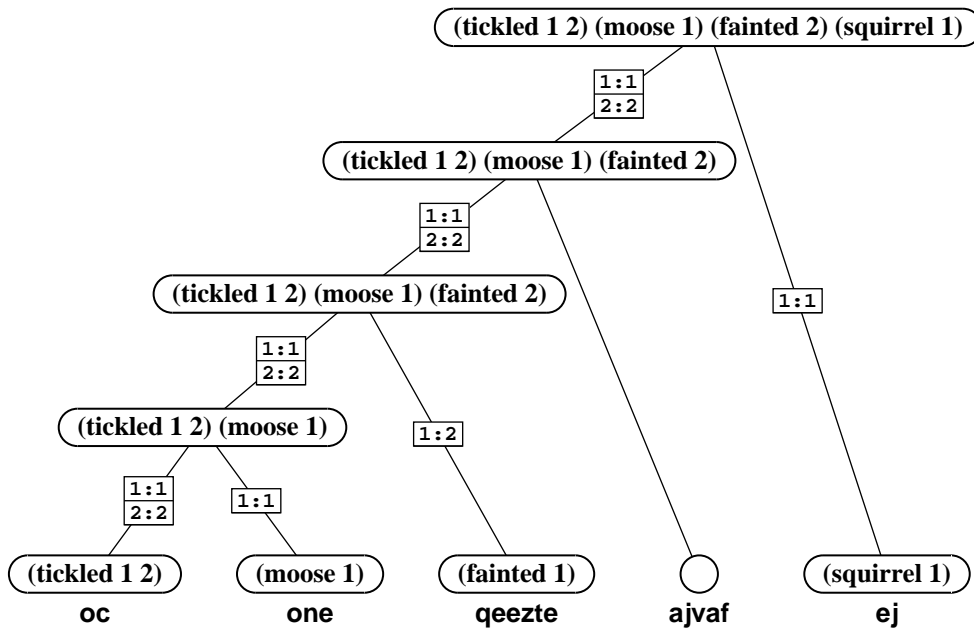 (tickled 1 2) (moose 1) (fainted 2) (squirrel 1)
1:1
2:2
(tickled 1 2) (moose 1) (fainted 2)
1:1
2:2
(tickled 1 2) (moose 1) (fainted 2)
1:1
1:1
2:2
(tickled 1 2) (moose 1)
1:2
1:1
2:2
1:1
(tickled 1 2) (moose 1) (fainted 1) (squirrel 1)
oc one qeezte ajvaf ej